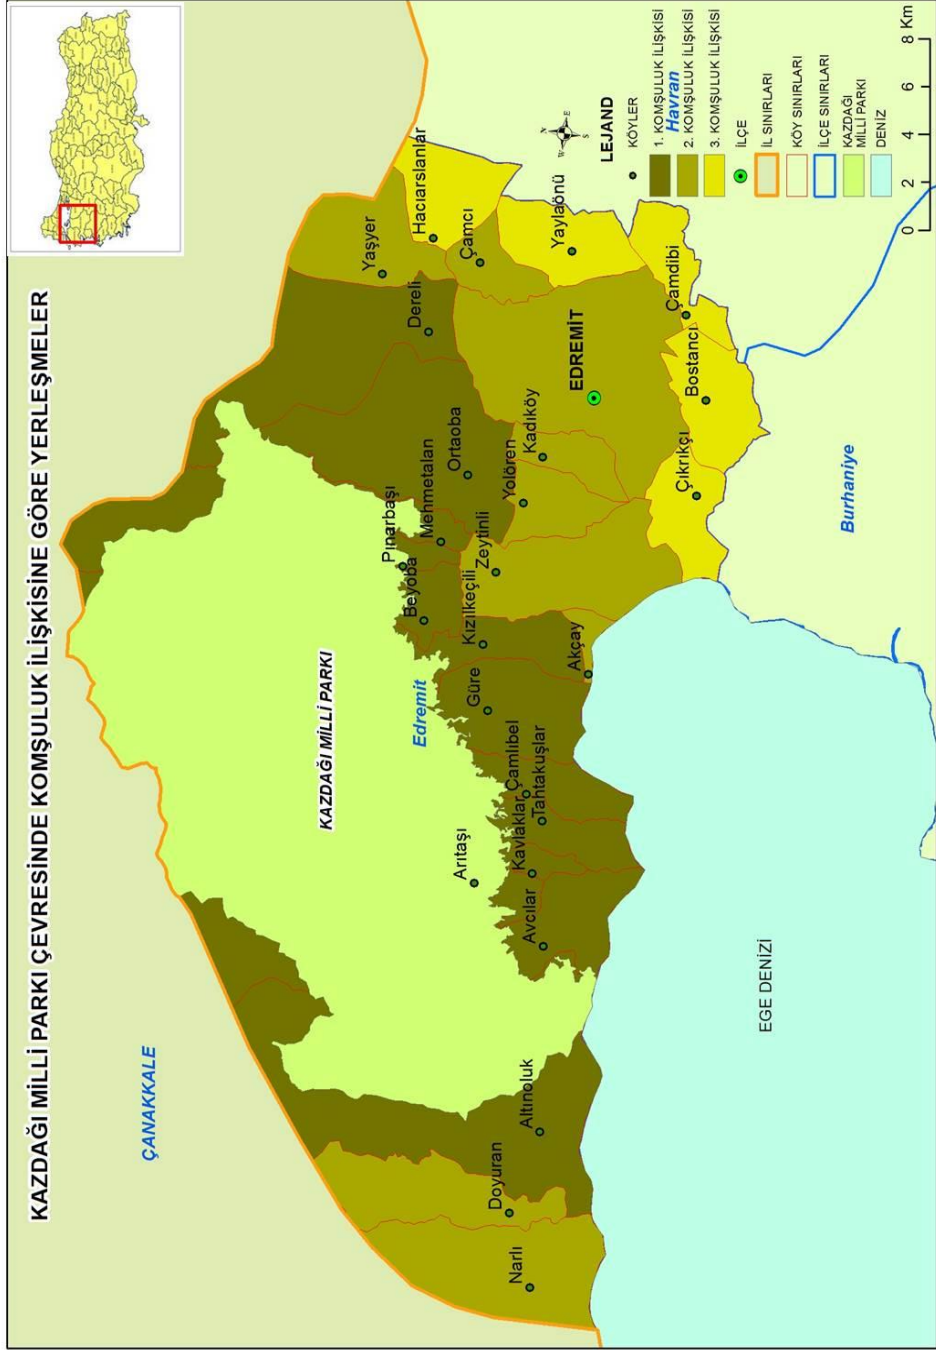 KAZDAĞI MİLLİ PARKI ÇEVRESİNDE KOMŞULUK İLİŞKİSİNE GÖRE YERLEŞMELER
ÇANAKKALE
KAZDAĞI MİLLİ PARKI
Edremit
Pınarbaşı
Beyoba
Mehmetalan
Ortaoba
Dereli
Yaşyer
Hacıarslanlar
Çamcı
Yaylaönü
Arıtaşı
Güre
Kızılkeçili
Zeytinli
Yolören
Kadıköy
EDREMİT
Narlı
Doyuran
Altınoluk
Avcılar
Kavlaklar
Çamlıbel
Tahtakuşlar
Akçay
Çıkrıkçı
Bostancı
Çamdibi
EGE DENİZİ
Burhaniye
Havran
N
W
E
S
LEJAND
KÖYLER
1. KOMŞULUK İLİŞKİSİ
2. KOMŞULUK İLİŞKİSİ
3. KOMŞULUK İLİŞKİSİ
İLÇE
İL SINIRLARI
KÖY SINIRLARI
İLÇE SINIRLARI
KAZDAĞI
MİLLİ PARKI
DENİZ
0 2 4 6 8 Km